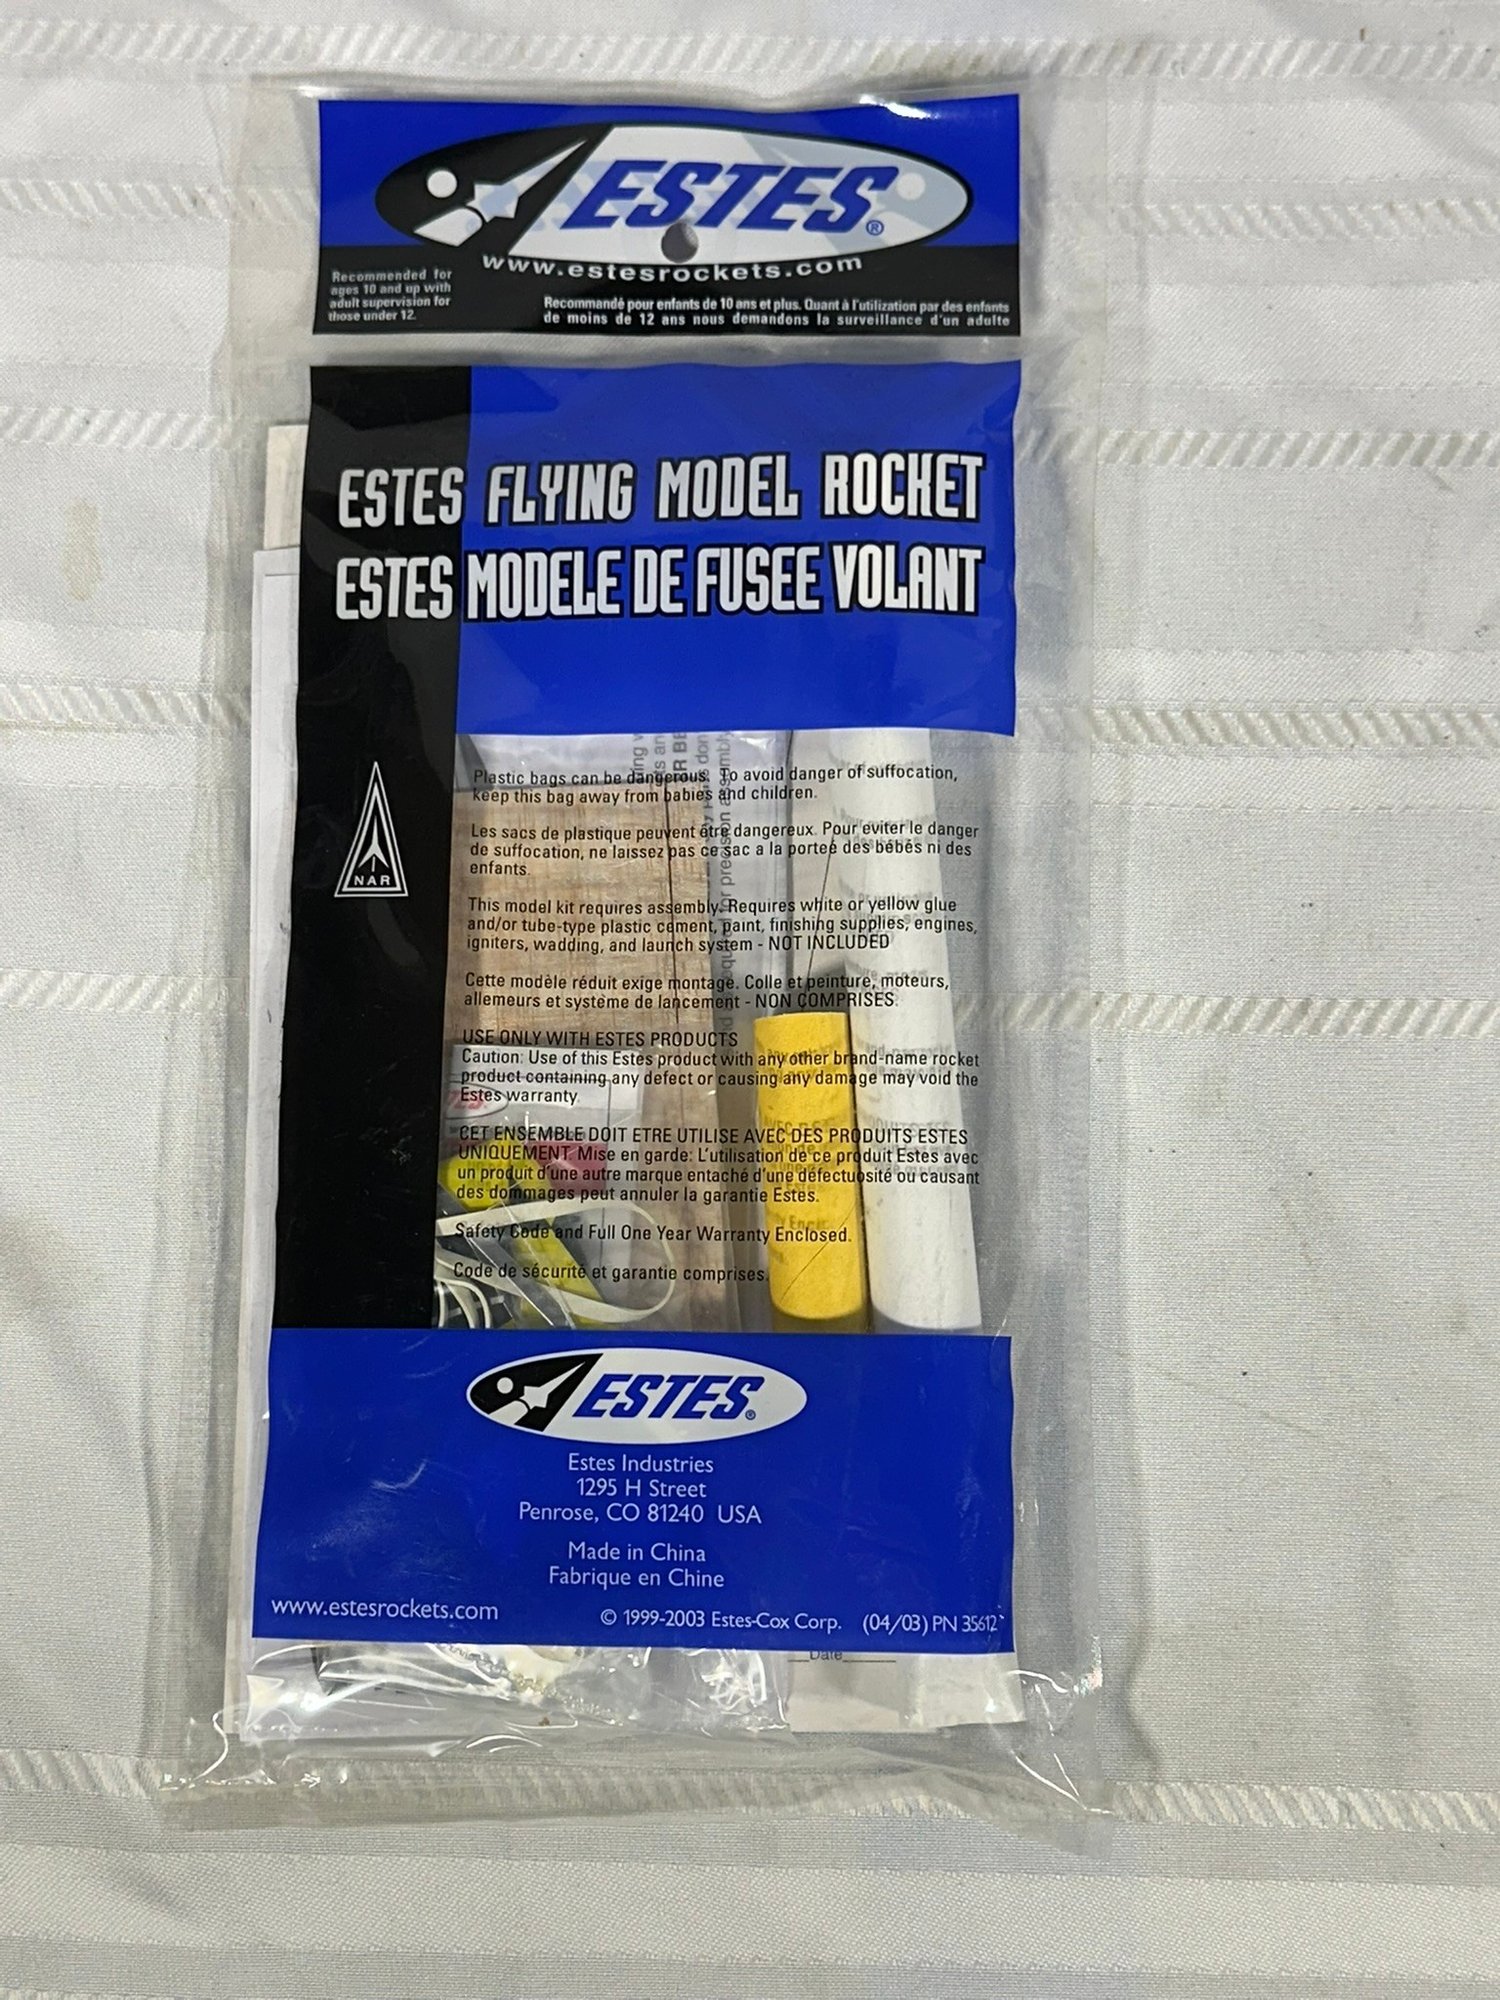 ESTES®
www.estesrockets.com
Recommended for
ages 10 and up with
adult supervision for
those under 12.
Recommandé pour enfants de 10 ans et plus. Quant à l'utilization par des enfants
de moins de 12 ans nous demandons la surveillance d'un adulte
ESTES FLYING MODEL ROCKET
ESTES MODELE DE FUSEE VOLANT
NAR
Plastic bags can be dangerous. To avoid danger of suffocation,
keep this bag away from babies and children.
Les sacs de plastique peuvent être dangereux. Pour eviter le danger
de suffocation, ne laissez pas ce sac a la porteé des bébés ni des
enfants.
This model kit requires assembly. Requires white or yellow glue
and/or tube-type plastic cement, paint, finishing supplies, engines,
igniters, wadding, and launch system - NOT INCLUDED
Cette modèle réduit exige montage. Colle et peinture, moteurs,
allemeurs et systeme de lancement - NON COMPRISES.
USE ONLY WITH ESTES PRODUCTS
Caution: Use of this Estes product with any other brand-name rocket
product containing any defect or causing any damage may void the
Estes warranty.
CET ENSEMBLE DOIT ETRE UTILISE AVEC DES PRODUITS ESTES
UNIQUEMENT Mise en garde: L'utilisation de ce produit Estes avec
un produit d'une autre marque entaché d'une défectuosité ou causant
des dommages peut annuler la garantie Estes.
Safety Code and Full One Year Warranty Enclosed.
Code de sécurité et garantie comprises.
ESTES®
Estes Industries
1295 H Street
Penrose, CO 81240 USA
Made in China
Fabrique en Chine
www.estesrockets.com
© 1999-2003 Estes-Cox Corp. (04/03) PN 35612
Date